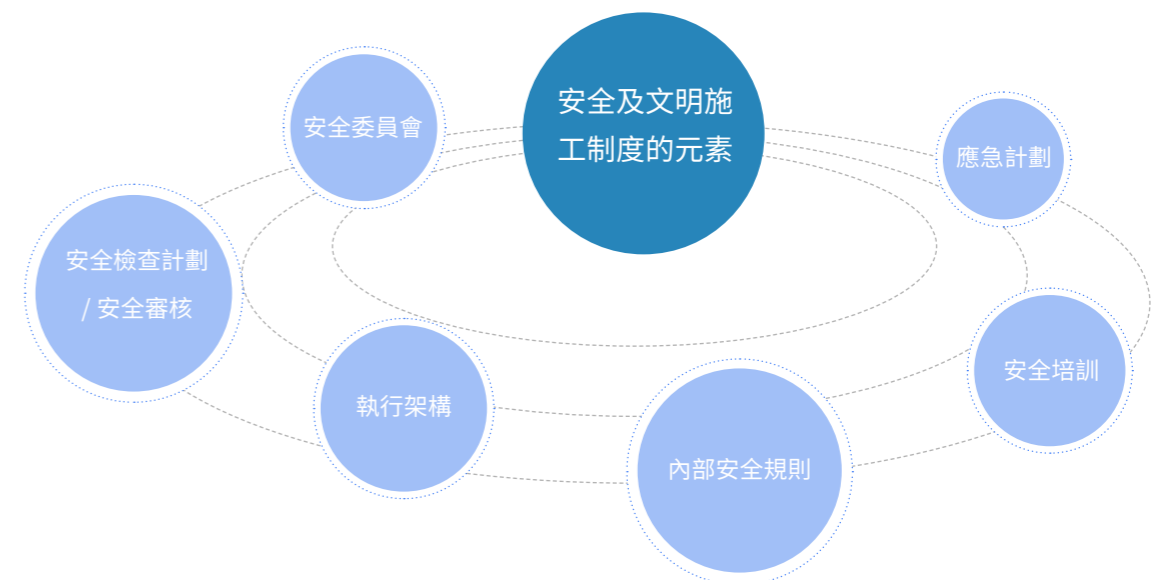 安全及文明施
工制度的元素
安全委員會
應急計劃
安全檢查計劃
/ 安全審核
安全培訓
執行架構
內部安全規則